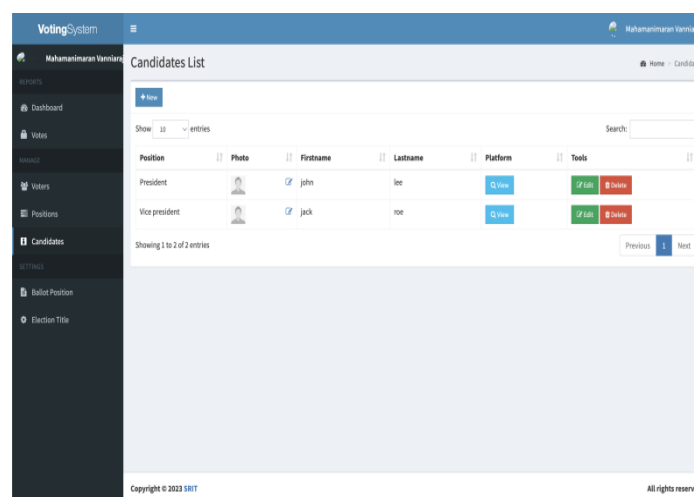 VotingSystem
Mahamanimaran Vannia
Mahamanimaran Vanniaraj
REPORTS
Dashboard
Votes
MANAGE
Voters
Positions
Candidates
SETTINGS
Ballot Position
Election Title
Candidates List
Home > Candida
+ New
Show 10 entries
Search:
Position Photo Firstname Lastname Platform Tools
President john lee View Edit Delete
Vice president jack roe View Edit Delete
Showing 1 to 2 of 2 entries
Previous 1 Next
Copyright © 2023 SRIT
All rights reserv